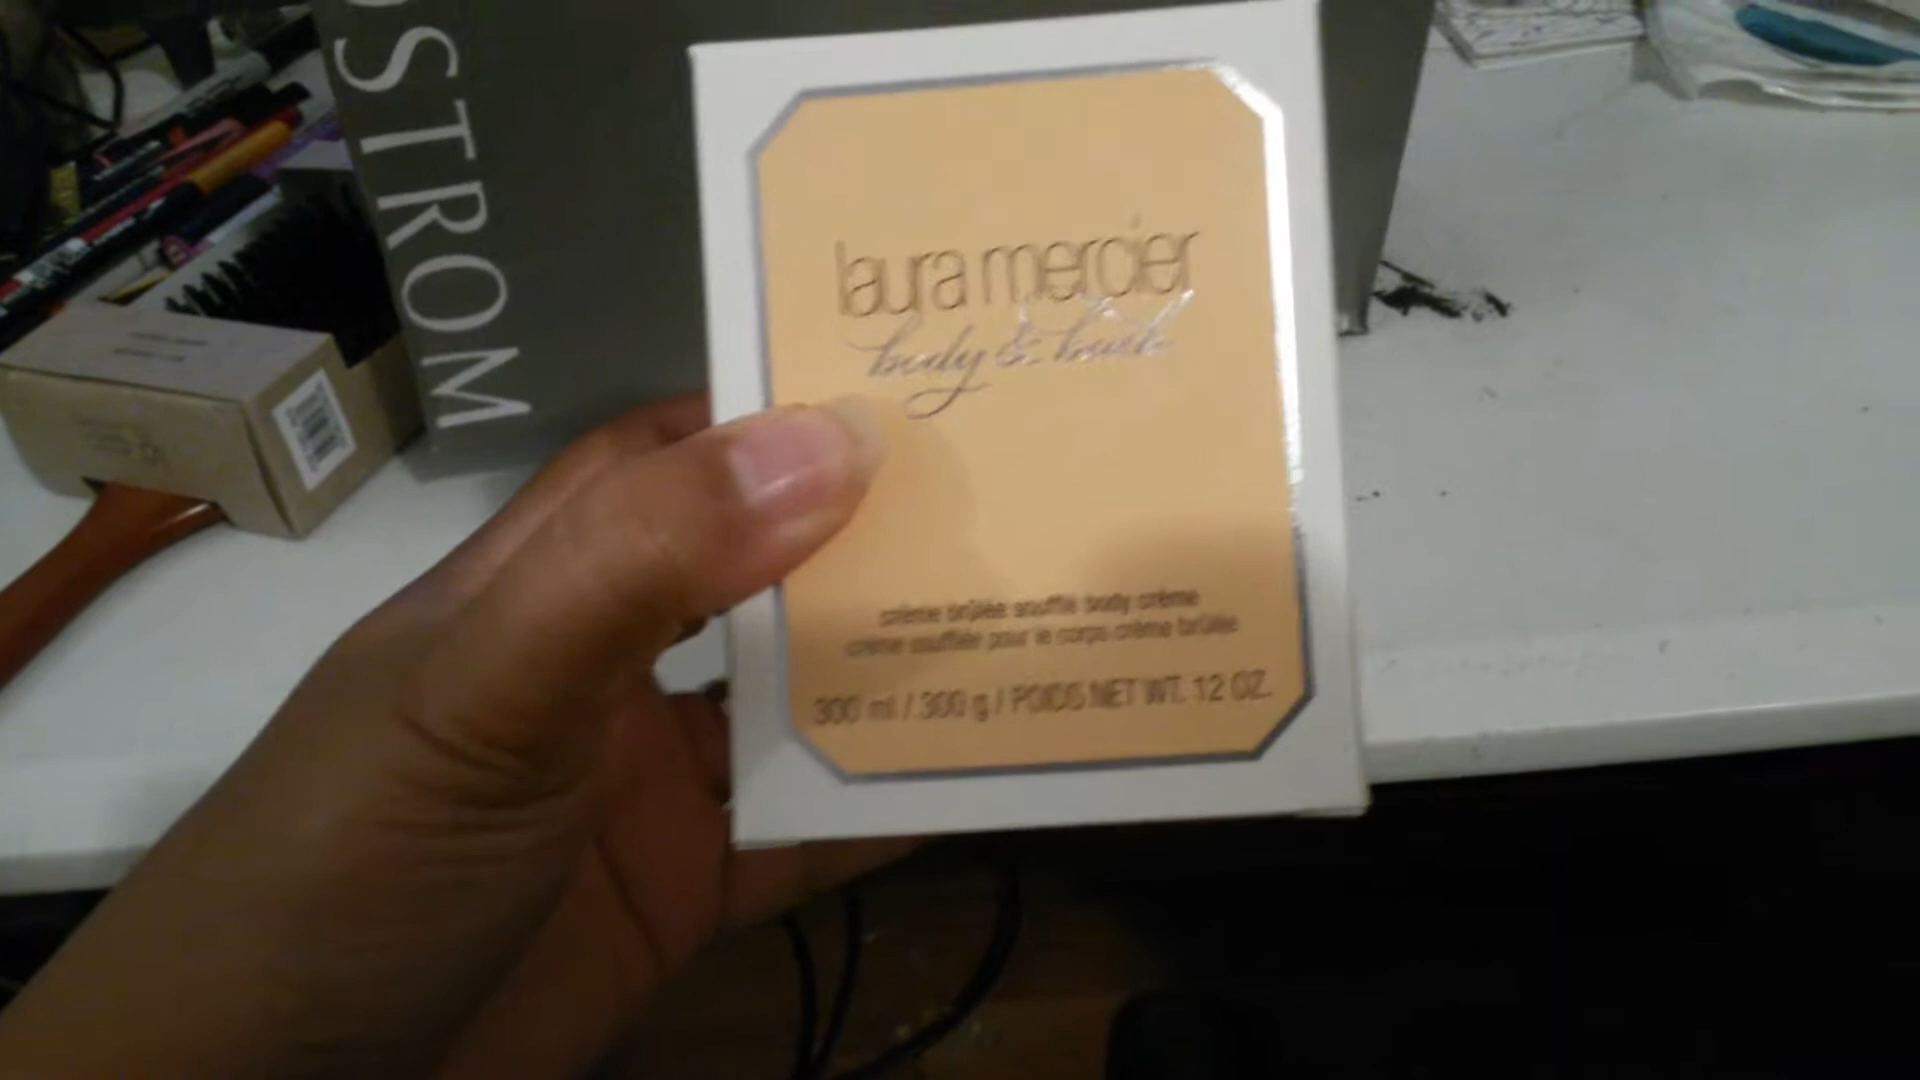 OSTROM
laura mercier
body & bath
crème brûlée soufflé body crème
crème soufflée pour le corps crème brûlée
300 ml / 300 g / POIDS NET WT. 12 OZ.